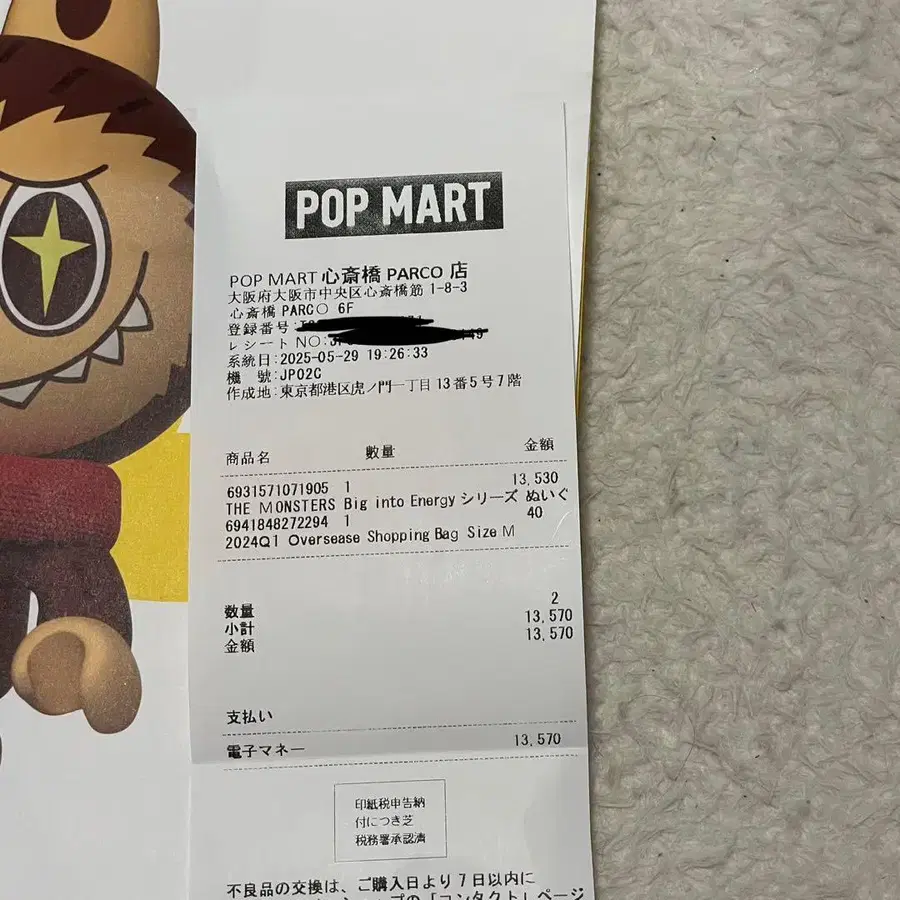 POP MART
POP MART 心斎橋 PARCO 店
大阪府大阪市中央区心斎橋筋 1-8-3
心斎橋 PARCO 6F
登録番号:
レシート NO:
系統日:2025-05-29 19:26:33
機 號:JP02C
作成地:東京都港区虎ノ門一丁目 13番5号7階
商品名 數量 金額
6931571071905 1 13,530
THE MONSTERS Big into Energy シリーズ ぬいぐ
6941848272294 1 40
2024Q1 Oversease Shopping Bag Size M
数量 2
小計 13,570
金額 13,570
支払い
電子マネー 13,570
印紙税申告納
付につき芝
税務署承認済
不良品の交換は、ご購入日より7日以内に
「コンタクト」ページ